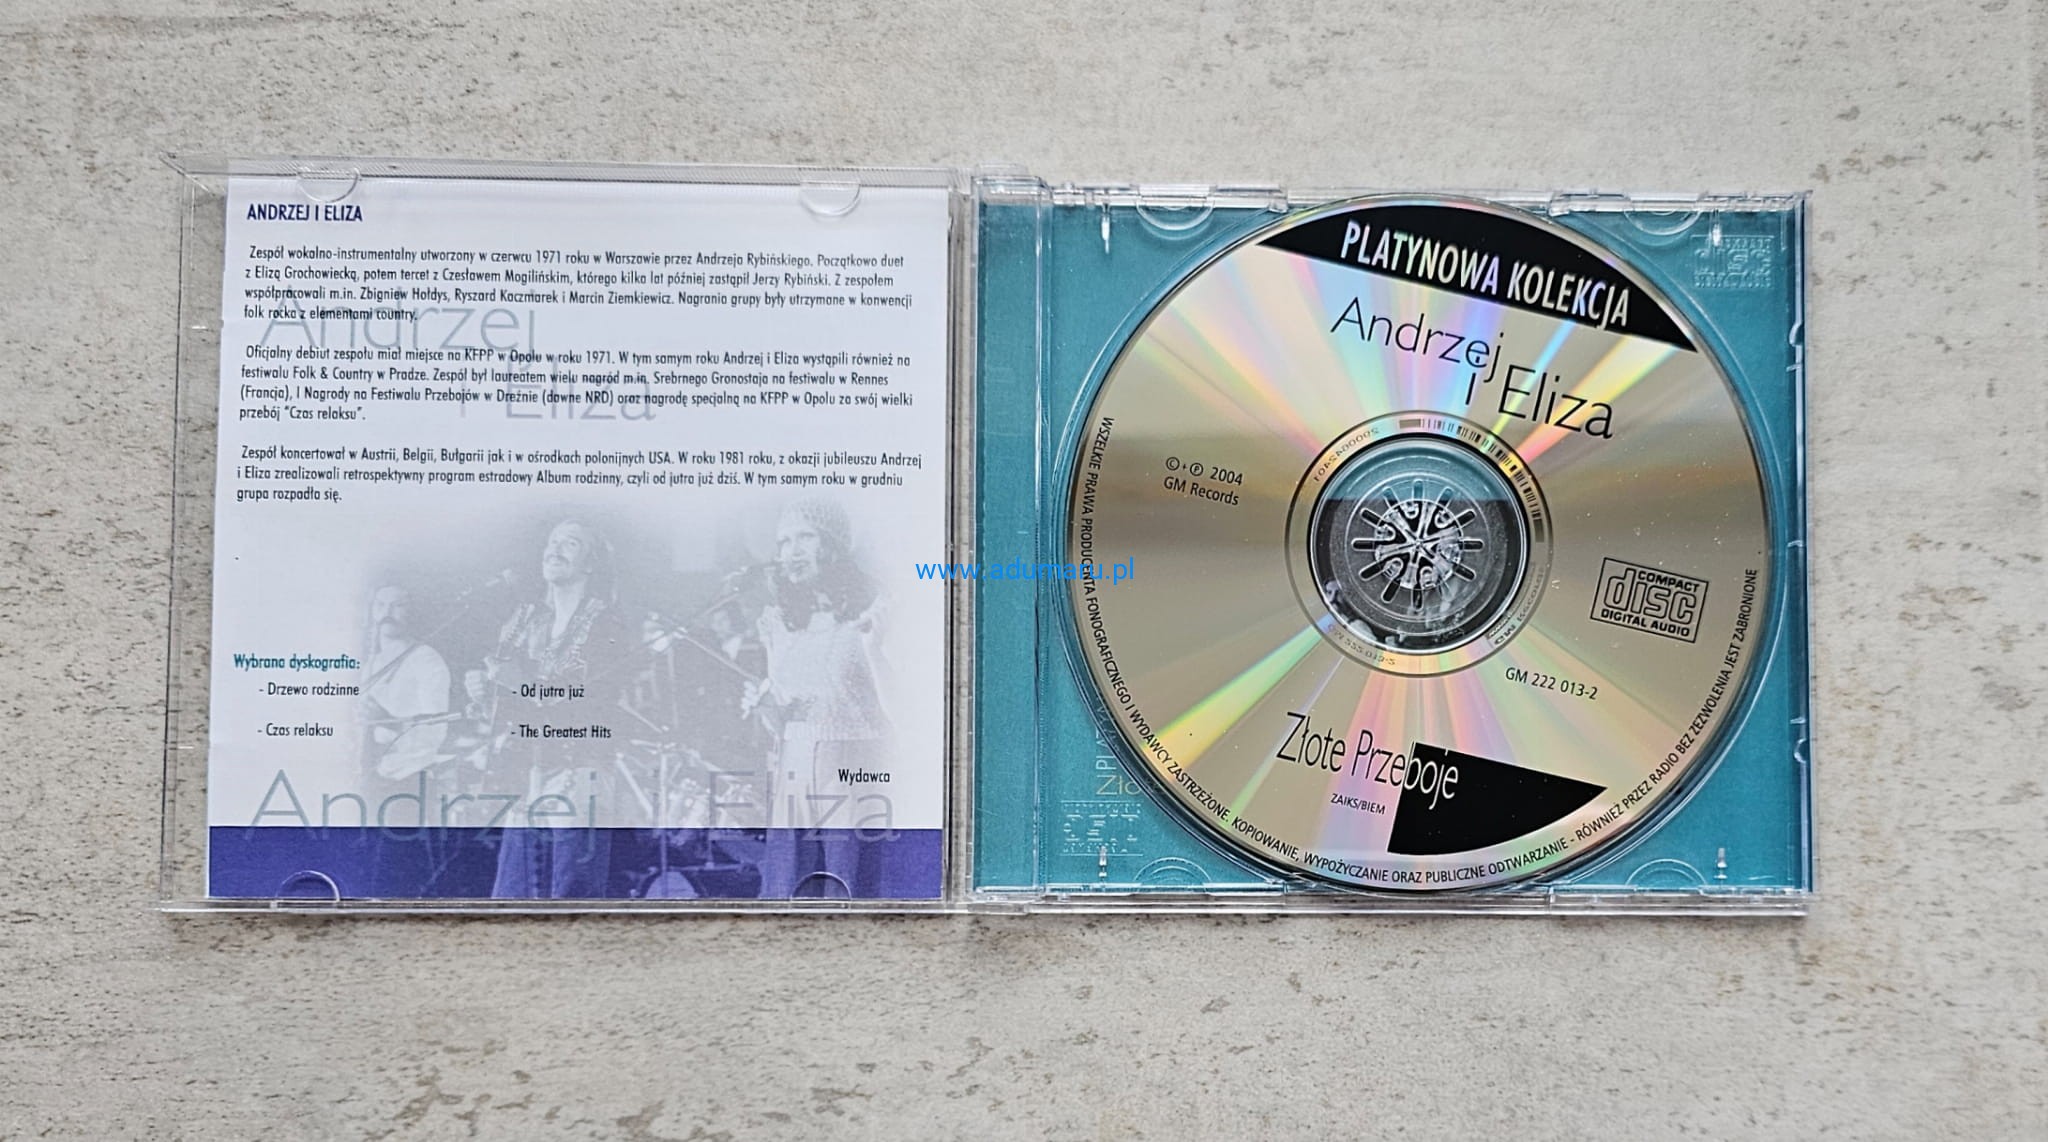 ANDRZEJ I ELIZA
Zespół wokalno-instrumentalny utworzony w czerwcu 1971 roku w Warszawie przez Andrzeja Rybińskiego. Początkowo duet
z Elizą Grochowiecką, potem tercet z Czesławem Mogilińskim, którego kilka lat później zastąpił Jerzy Rybiński. Z zespołem
współpracowali m.in. Zbigniew Hołdys, Ryszard Kaczmarek i Marcin Ziemkiewicz. Nagrania grupy były utrzymane w konwencji
folk rocka z elementami country.
Oficjalny debiut zespołu miał miejsce na KFPP w Opolu w roku 1971. W tym samym roku Andrzej i Eliza wystąpili również na
festiwalu Folk & Country w Pradze. Zespół był laureatem wielu nagród m.in. Srebrnego Gronostaja na festiwalu w Rennes
(Francja), I Nagrody na Festiwalu Przebojów w Dreźnie (dawne NRD) oraz nagrodę specjalną na KFPP w Opolu za swój wielki
przebój "Czas relaksu".
Zespół koncertował w Austrii, Belgii, Bułgarii jak i w ośrodkach polonijnych USA. W roku 1981 roku, z okazji jubileuszu Andrzej
i Eliza zrealizowali retrospektywny program estradowy Album rodzinny, czyli od jutra już dziś. W tym samym roku w grudniu
grupa rozpadła się.
Wybrana dyskografia:
- Drzewo rodzinne
- Od jutra już
- Czas relaksu
- The Greatest Hits
Wydawca
Andrzej
i Eliza
Andrzej i Eliza
www.adumaru.pl
PLATYNOWA KOLEKCJA
Andrzej
i Eliza
© + ℗ 2004
GM Records
COMPACT
disc
DIGITAL AUDIO
GM 222 013-2
Złote Przeboje
ZAIKS/BIEM
WSZELKIE PRAWA PRODUCENTA FONOGRAFICZNEGO I WYDAWCY ZASTRZEŻONE. KOPIOWANIE, WYPOŻYCZANIE ORAZ PUBLICZNE ODTWARZANIE - RÓWNIEŻ PRZEZ RADIO BEZ ZEZWOLENIA JEST ZABRONIONE